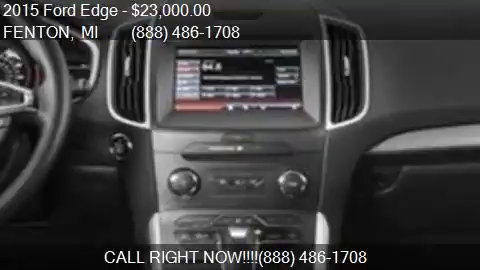 2015 Ford Edge - $23,000.00
FENTON, MI (888) 486-1708
CALL RIGHT NOW!!!!(888) 486-1708